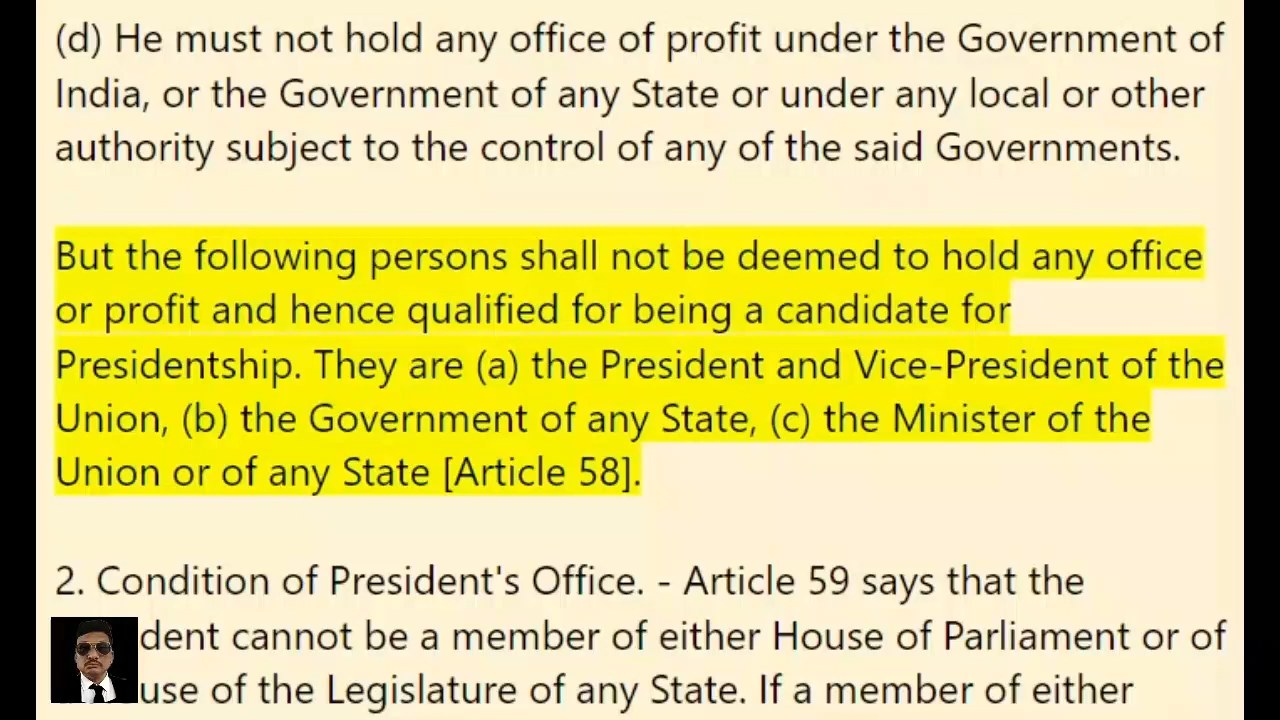 (d) He must not hold any office of profit under the Government of
India, or the Government of any State or under any local or other
authority subject to the control of any of the said Governments.
But the following persons shall not be deemed to hold any office
or profit and hence qualified for being a candidate for
Presidentship. They are (a) the President and Vice-President of the
Union, (b) the Government of any State, (c) the Minister of the
Union or of any State [Article 58].
2. Condition of President's Office. - Article 59 says that the
dent cannot be a member of either House of Parliament or of
use of the Legislature of any State. If a member of either